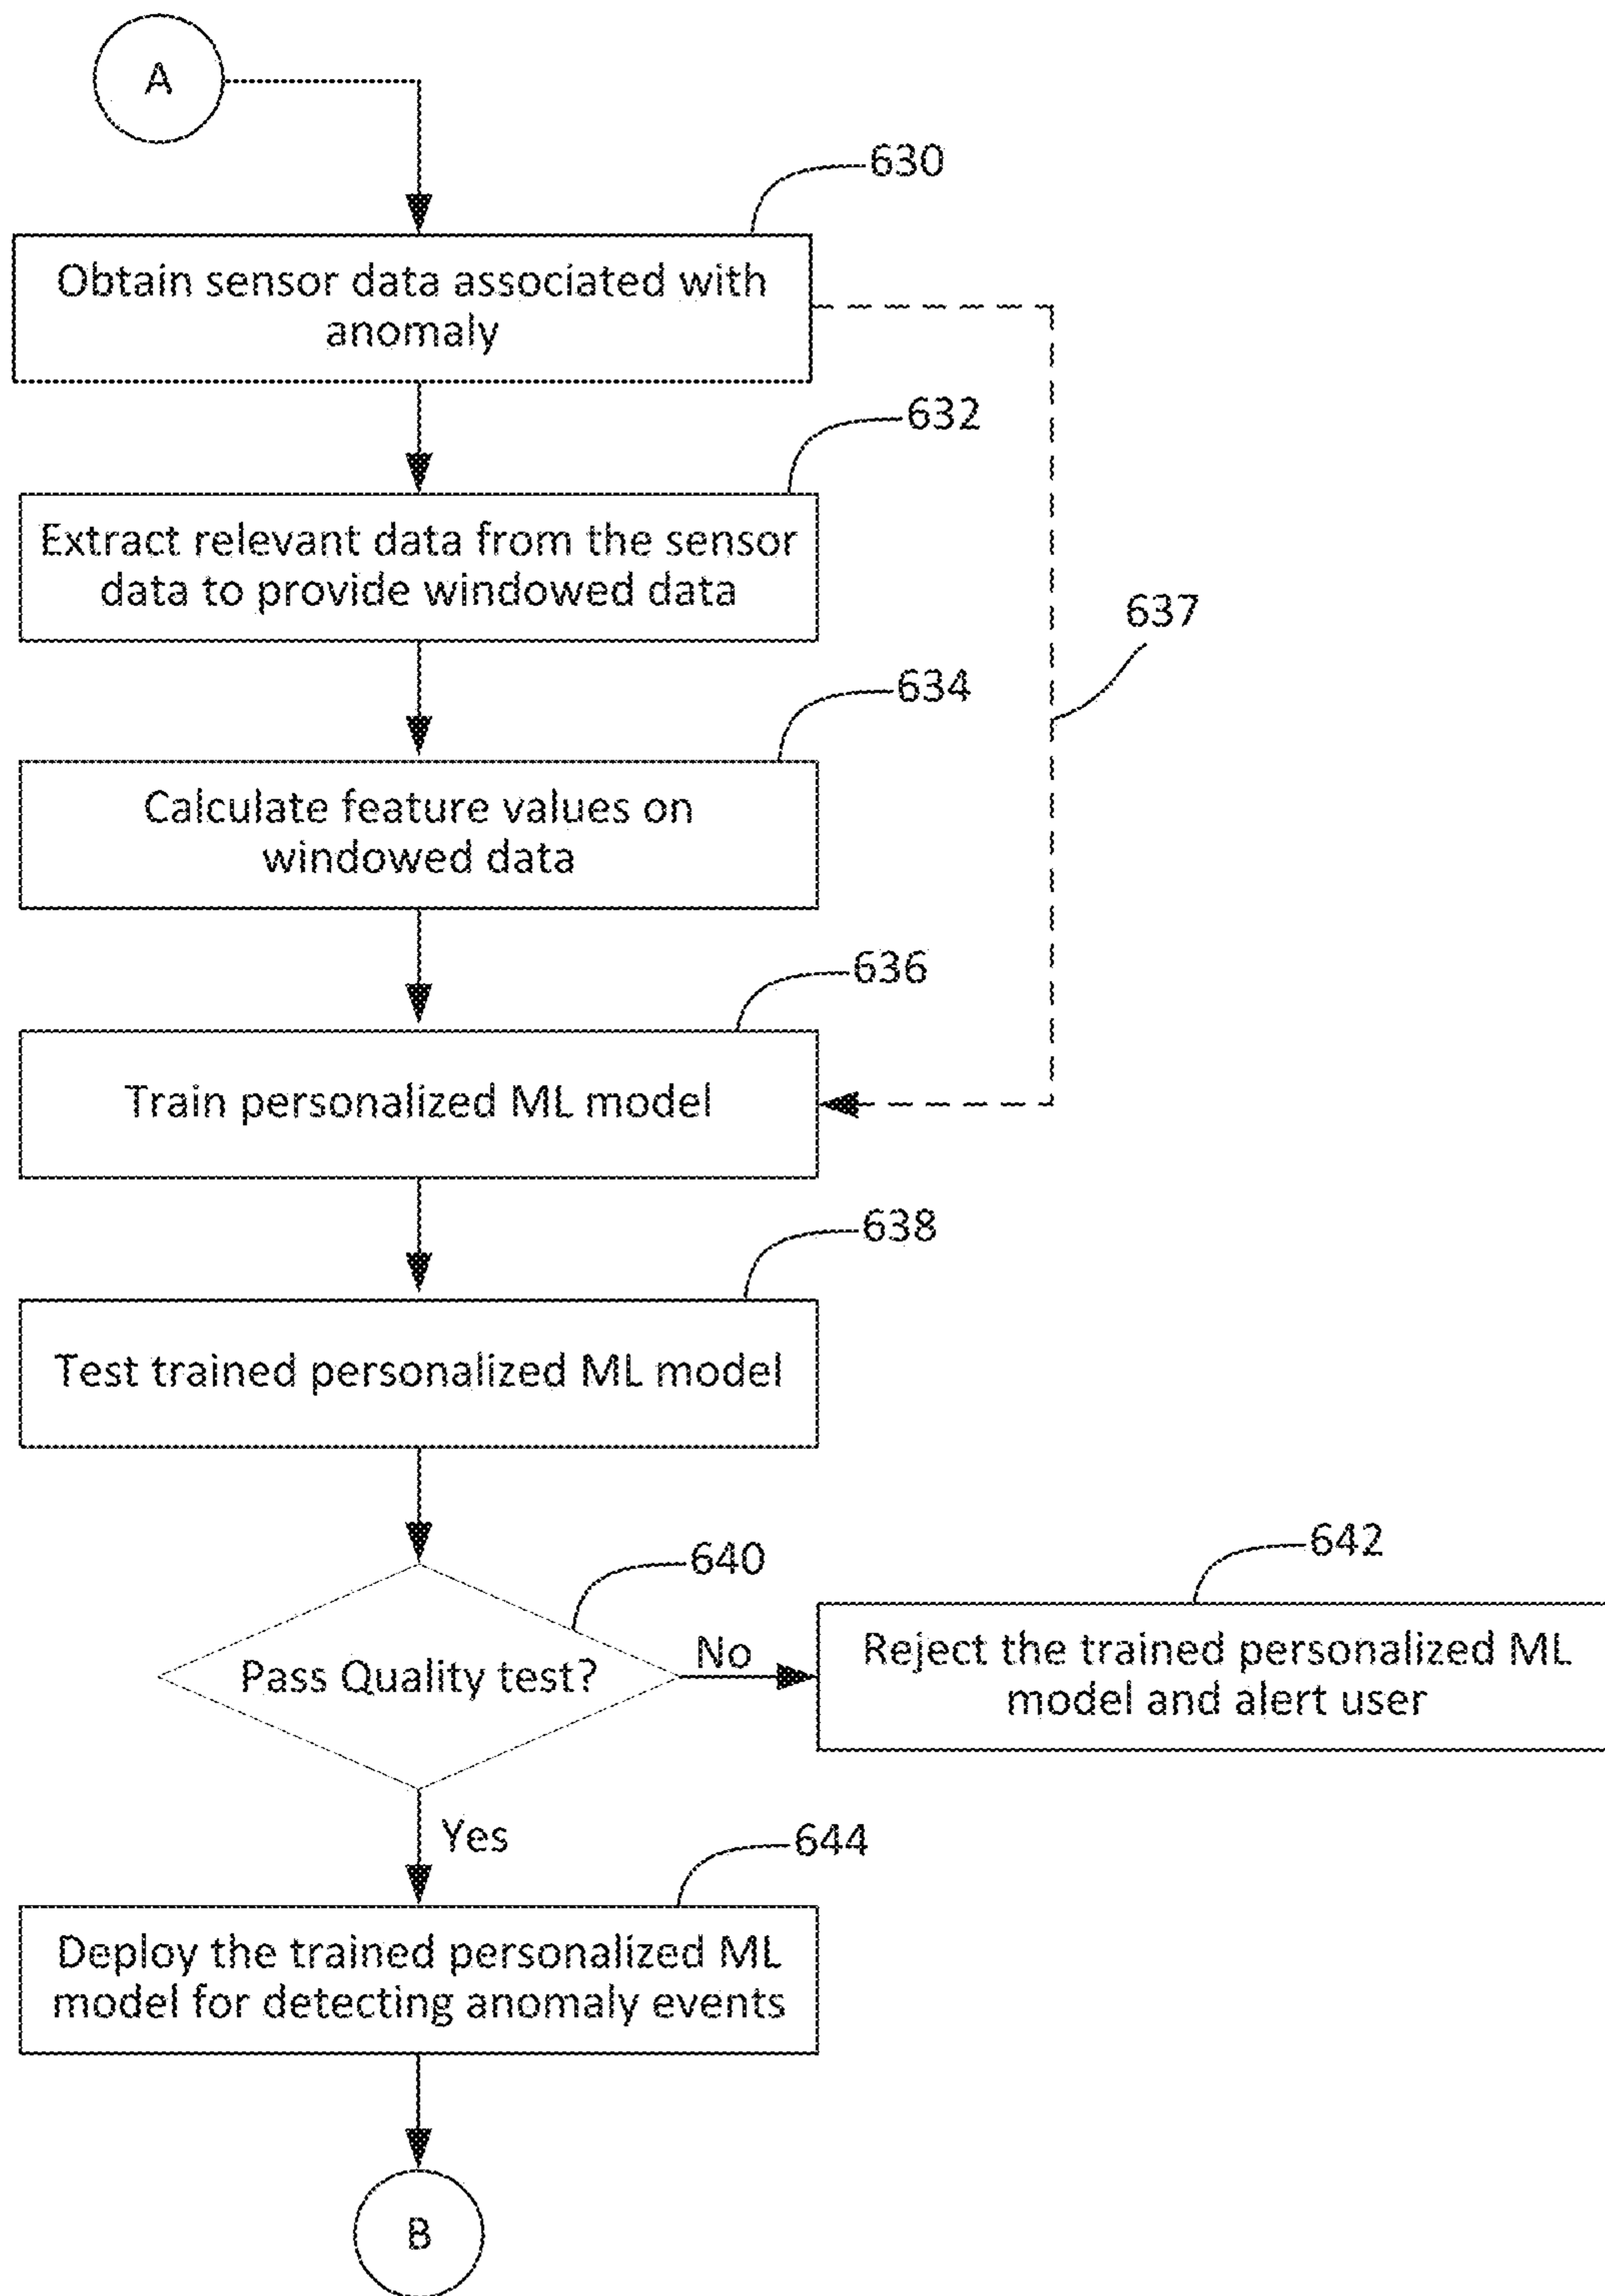 A
630
Obtain sensor data associated with
anomaly
632
Extract relevant data from the sensor
data to provide windowed data
637
634
Calculate feature values on
windowed data
636
Train personalized ML model
638
Test trained personalized ML model
640
Pass Quality test?
No
642
Reject the trained personalized ML
model and alert user
Yes
644
Deploy the trained personalized ML
model for detecting anomaly events
B